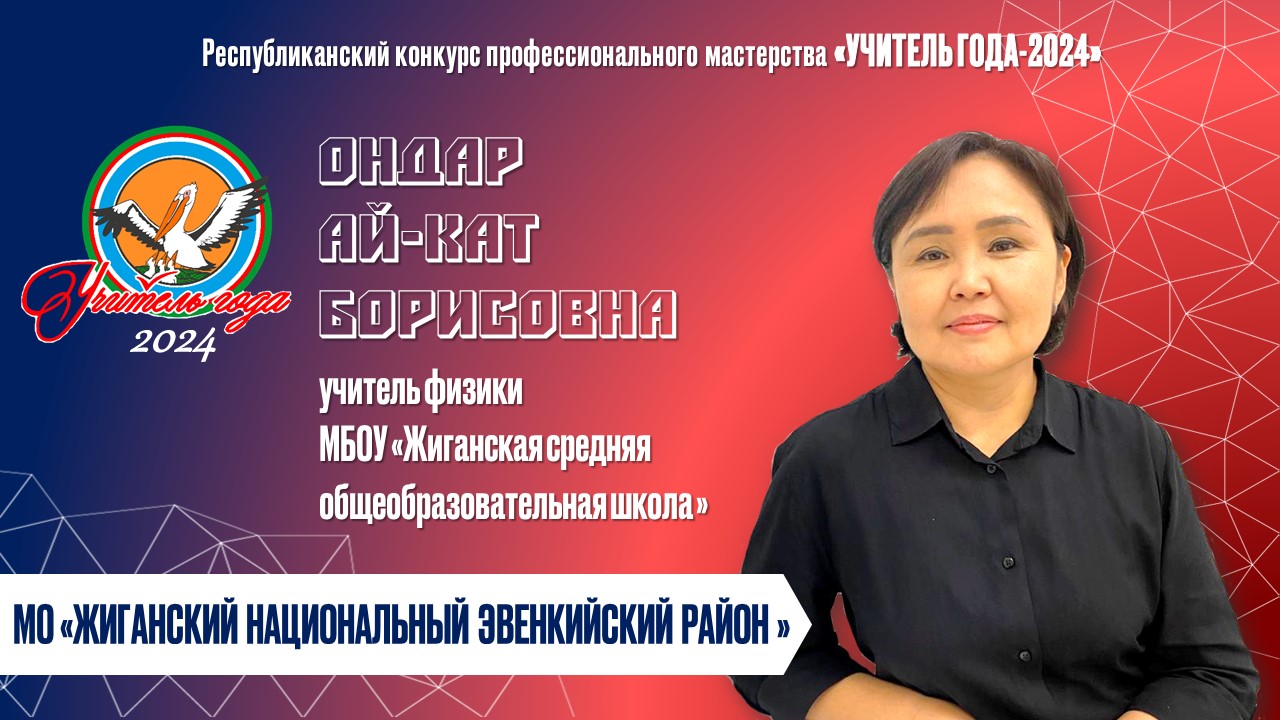 Республиканский конкурс профессионального мастерства «УЧИТЕЛЬ ГОДА-2024»
Учитель года
2024
ОНДАР
АЙ-КАТ
БОРИСОВНА
учитель физики
МБОУ «Жиганская средняя
общеобразовательная школа »
МО «ЖИГАНСКИЙ НАЦИОНАЛЬНЫЙ ЭВЕНКИЙСКИЙ РАЙОН »